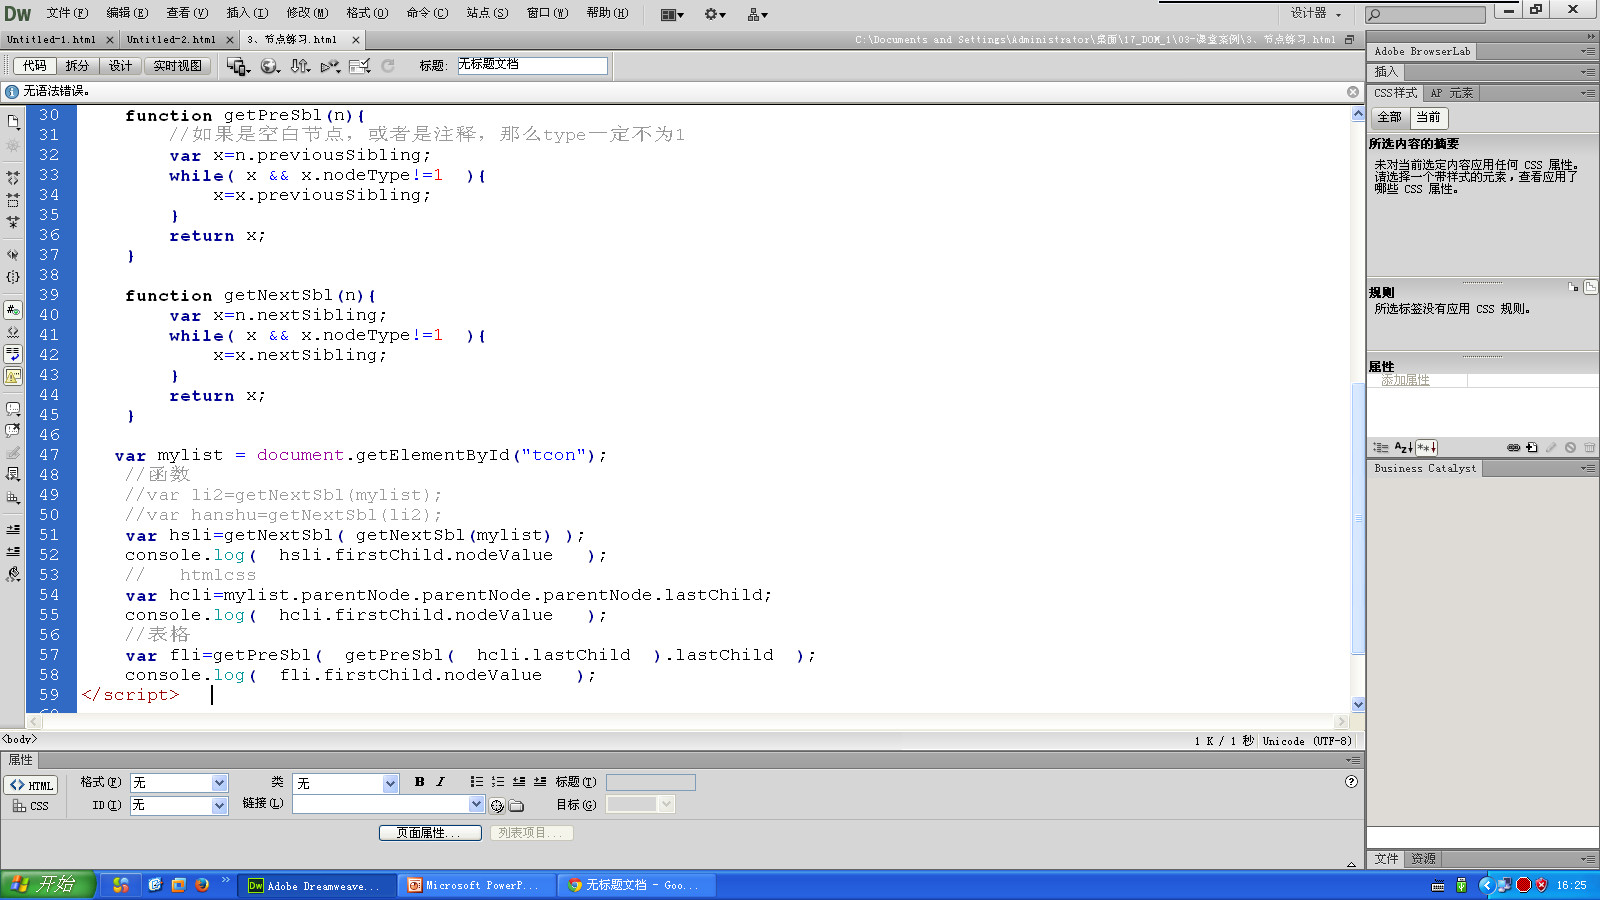 Dw 文件(F) 编辑(E) 查看(V) 插入(I) 修改(M) 格式(O) 命令(C) 站点(S) 窗口(W) 帮助(H) 设计器
Untitled-1.html × Untitled-2.html × 3、节点练习.html × C:\Documents and Settings\Administrator\桌面\17_DOM_1\03-课堂案例\3、节点练习.html
代码 拆分 设计 实时视图 标题: 无标题文档
无语法错误。
30 function getPreSbl(n){
31 //如果是空白节点，或者是注释，那么type一定不为1
32 var x=n.previousSibling;
33 while( x && x.nodeType!=1  ){
34 x=x.previousSibling;
35 }
36 return x;
37 }
38
39 function getNextSbl(n){
40 var x=n.nextSibling;
41 while( x && x.nodeType!=1  ){
42 x=x.nextSibling;
43 }
44 return x;
45 }
46
47 var mylist = document.getElementById("tcon");
48 //函数
49 //var li2=getNextSbl(mylist);
50 //var hanshu=getNextSbl(li2);
51 var hsli=getNextSbl( getNextSbl(mylist) );
52 console.log(  hsli.firstChild.nodeValue   );
53 //   htmlcss
54 var hcli=mylist.parentNode.parentNode.parentNode.lastChild;
55 console.log(  hcli.firstChild.nodeValue   );
56 //表格
57 var fli=getPreSbl(  getPreSbl(  hcli.lastChild  ).lastChild  );
58 console.log(  fli.firstChild.nodeValue   );
59 </script>
60
<body> 1 K / 1 秒 Unicode (UTF-8)
属性
<> HTML 格式(F) 无 类 无 B I 标题(T)
CSS ID(I) 无 链接(L) 目标(G)
页面属性... 列表项目...
Adobe BrowserLab
插入
CSS样式 AP 元素
全部 当前
所选内容的摘要
未对当前选定内容应用任何 CSS 属性。
请选择一个带样式的元素，查看应用了
哪些 CSS 属性。
规则
所选标签没有应用 CSS 规则。
属性
添加属性
Business Catalyst
文件 资源
开始 Dw Adobe Dreamweave... Microsoft PowerP... 无标题文档 - Goo... 16:25